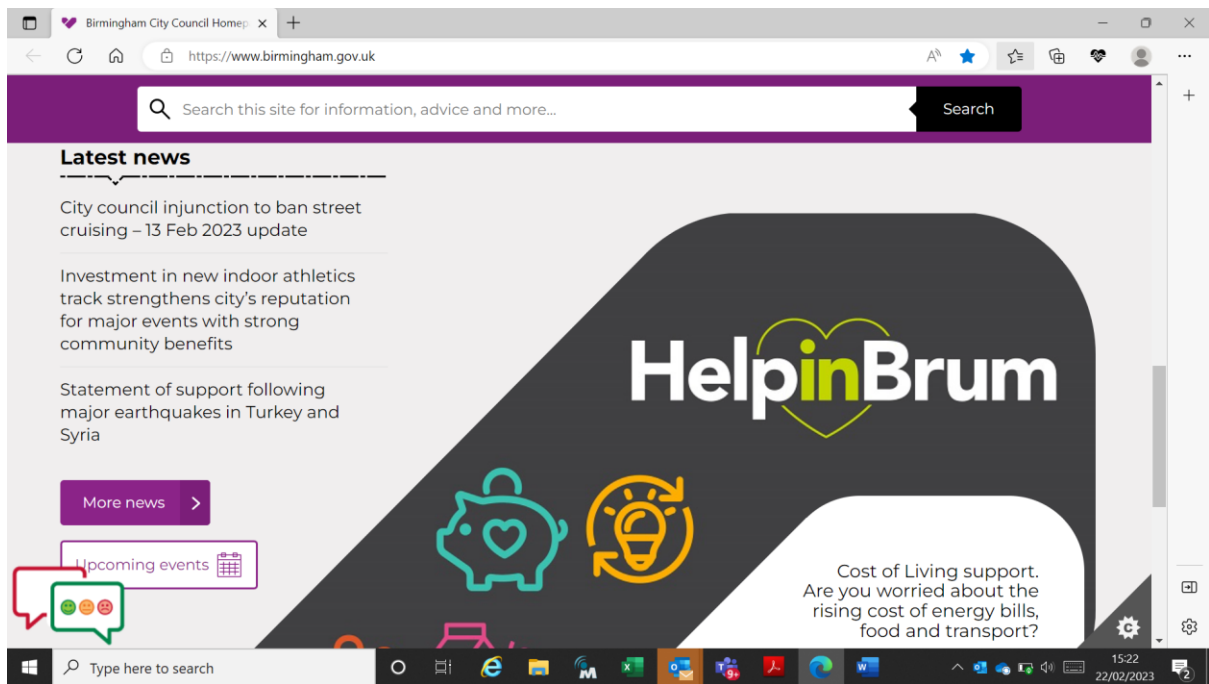 Birmingham City Council Homep
https://www.birmingham.gov.uk
Search this site for information, advice and more...
Search
Latest news
City council injunction to ban street
cruising – 13 Feb 2023 update
Investment in new indoor athletics
track strengthens city's reputation
for major events with strong
community benefits
Statement of support following
major earthquakes in Turkey and
Syria
More news
Upcoming events
HelpinBrum
Cost of Living support.
Are you worried about the
rising cost of energy bills,
food and transport?
Type here to search
15:22
22/02/2023